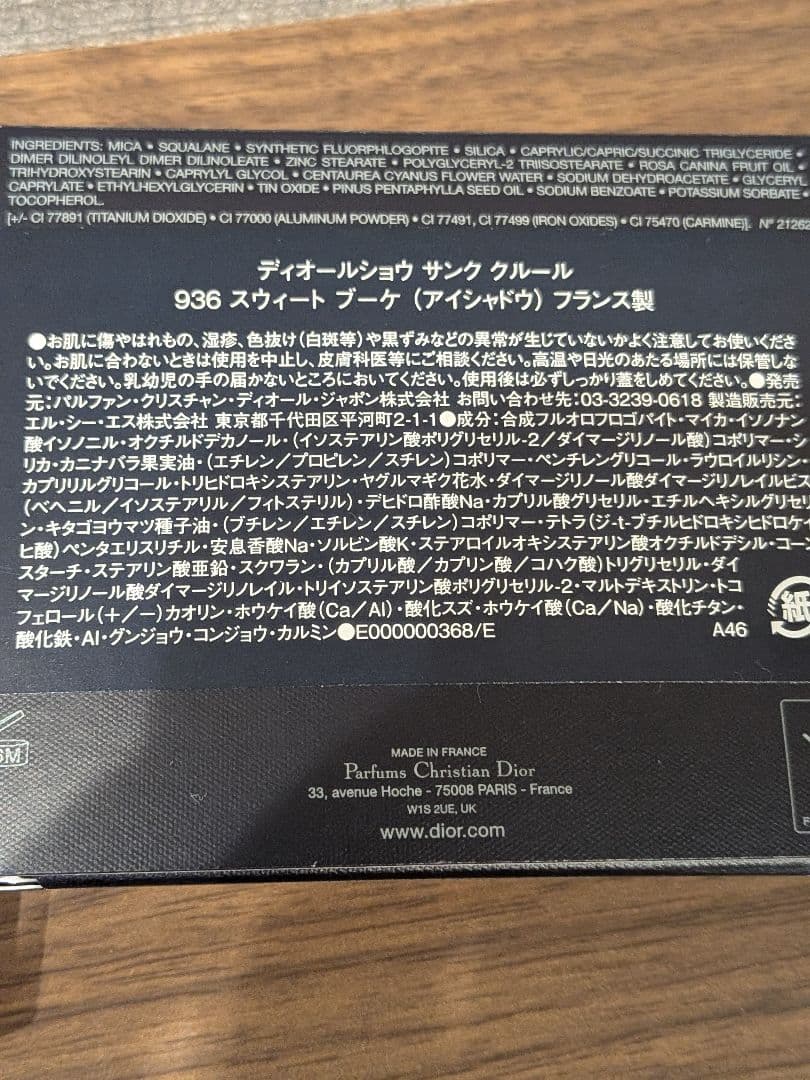 INGREDIENTS: MICA • SQUALANE • SYNTHETIC FLUORPHLOGOPITE • SILICA • CAPRYLIC/CAPRIC/SUCCINIC TRIGLYCERIDE •
DIMER DILINOLEYL DIMER DILINOLEATE • ZINC STEARATE • POLYGLYCERYL-2 TRIISOSTEARATE • ROSA CANINA FRUIT OIL •
TRIHYDROXYSTEARIN • CAPRYLYL GLYCOL • CENTAUREA CYANUS FLOWER WATER • SODIUM DEHYDROACETATE • GLYCERYL
CAPRYLATE • ETHYLHEXYLGLYCERIN • TIN OXIDE • PINUS PENTAPHYLLA SEED OIL • SODIUM BENZOATE • POTASSIUM SORBATE •
TOCOPHEROL.
[+/- CI 77891 (TITANIUM DIOXIDE) • CI 77000 (ALUMINUM POWDER) • CI 77491, CI 77499 (IRON OXIDES) • CI 75470 (CARMINE)]. N° 21262
ディオールショウ サンク クルール
936 スウィート ブーケ (アイシャドウ) フランス製
●お肌に傷やはれもの、湿疹、色抜け(白斑等)や黒ずみなどの異常が生じていないかよく注意してお使いくださ
い。お肌に合わないときは使用を中止し、皮膚科医等にご相談ください。高温や日光のあたる場所には保管しな
いでください。乳幼児の手の届かないところにおいてください。使用後は必ずしっかり蓋をしめてください。●発売
元:パルファン・クリスチャン・ディオール・ジャポン株式会社 お問い合わせ先:03-3239-0618 製造販売元:
エル・シー・エス株式会社 東京都千代田区平河町2-1-1●成分:合成フルオロフロゴパイト・マイカ・イソノナン
酸イソノニル・オクチルドデカノール・(イソステアリン酸ポリグリセリル-2/ダイマージリノール酸)コポリマー・シ
リカ・カニナバラ果実油・(エチレン/プロピレン/スチレン)コポリマー・ペンチレングリコール・ラウロイルリシン・
カプリリルグリコール・トリヒドロキシステアリン・ヤグルマギク花水・ダイマージリノール酸ダイマージリノレイルビス
(ベヘニル/イソステアリル/フィトステリル)・デヒドロ酢酸Na・カプリル酸グリセリル・エチルヘキシルグリセリ
ン・キタゴヨウマツ種子油・(ブチレン/エチレン/スチレン)コポリマー・テトラ(ジ-t-ブチルヒドロキシヒドロケイ
ヒ酸)ペンタエリスリチル・安息香酸Na・ソルビン酸K・ステアロイルオキシステアリン酸オクチルドデシル・コーン
スターチ・ステアリン酸亜鉛・スクワラン・(カプリル酸/カプリン酸/コハク酸)トリグリセリル・ダイ
マージリノール酸ダイマージリノレイル・トリイソステアリン酸ポリグリセリル-2・マルトデキストリン・トコ
フェロール(+/-)カオリン・ホウケイ酸(Ca/Al)・酸化スズ・ホウケイ酸(Ca/Na)・酸化チタン・
酸化鉄・Al・グンジョウ・コンジョウ・カルミン●E000000368/E A46
紙
6M
MADE IN FRANCE
Parfums Christian Dior
33, avenue Hoche - 75008 PARIS - France
W1S 2UE, UK
www.dior.com